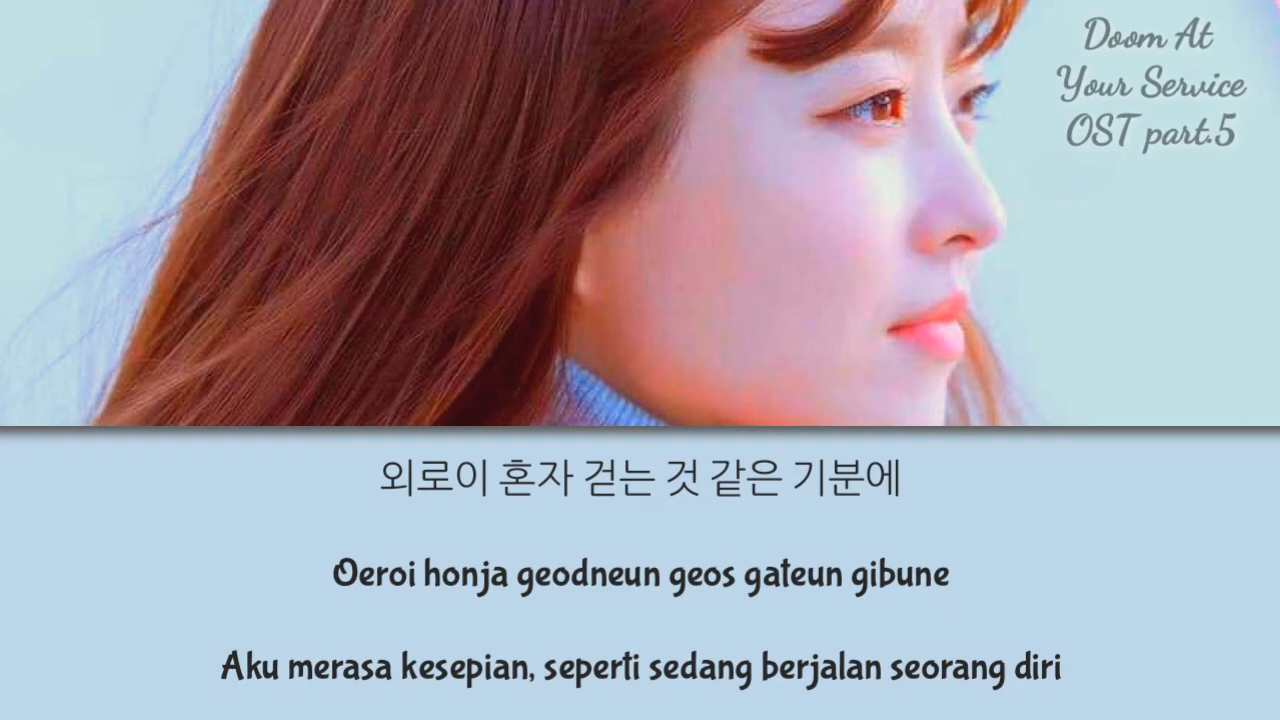 Doom At
Your Service
OST part.5
외로이 혼자 걷는 것 같은 기분에
Oeroi honja geodneun geos gateun gibune
Aku merasa kesepian, seperti sedang berjalan seorang diri